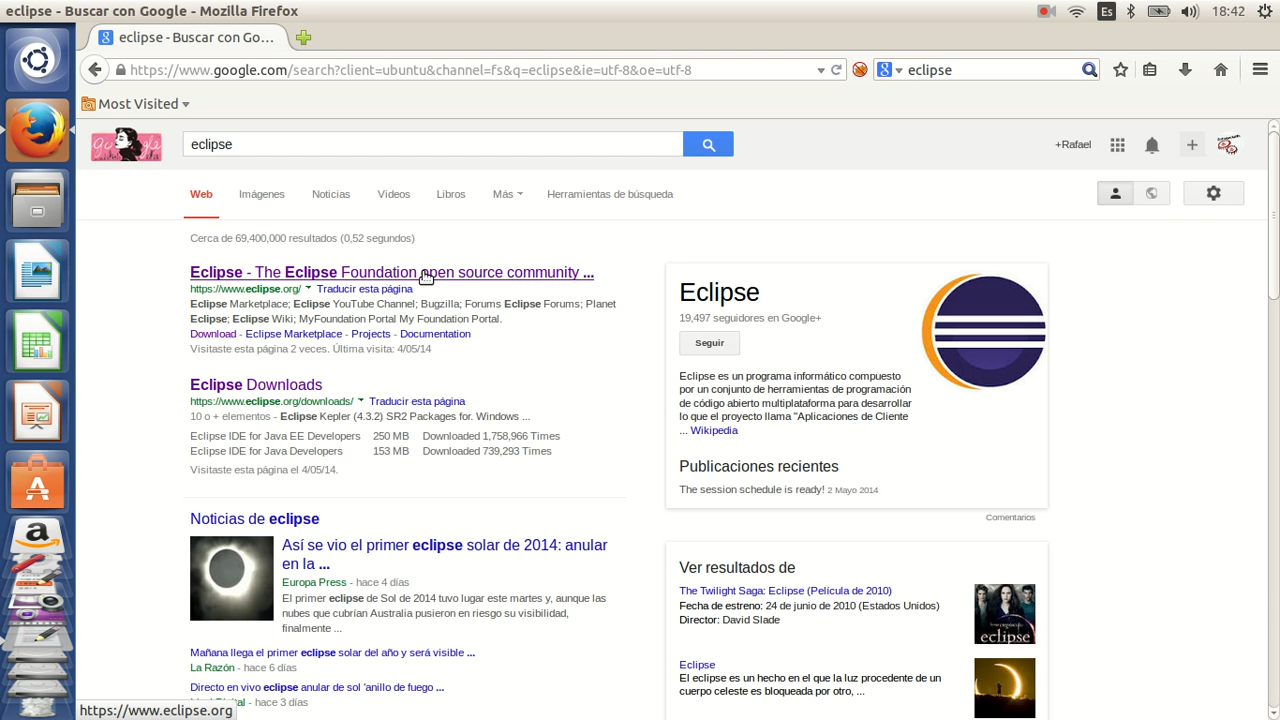 eclipse - Buscar con Google - Mozilla Firefox
Es
18:42
eclipse - Buscar con Go...
https://www.google.com/search?client=ubuntu&channel=fs&q=eclipse&ie=utf-8&oe=utf-8
eclipse
Most Visited
eclipse
+Rafael
Web Imágenes Noticias Videos Libros Más Herramientas de búsqueda
Cerca de 69,400,000 resultados (0,52 segundos)
Eclipse - The Eclipse Foundation open source community ...
https://www.eclipse.org/ Traducir esta página
Eclipse Marketplace; Eclipse YouTube Channel; Bugzilla; Forums Eclipse Forums; Planet
Eclipse; Eclipse Wiki; MyFoundation Portal My Foundation Portal.
Download - Eclipse Marketplace - Projects - Documentation
Visitaste esta página 2 veces. Última visita: 4/05/14
Eclipse Downloads
https://www.eclipse.org/downloads/ Traducir esta página
10 o + elementos - Eclipse Kepler (4.3.2) SR2 Packages for. Windows ...
Eclipse IDE for Java EE Developers 250 MB Downloaded 1,758,966 Times
Eclipse IDE for Java Developers 153 MB Downloaded 739,293 Times
Visitaste esta página el 4/05/14.
Noticias de eclipse
Así se vio el primer eclipse solar de 2014: anular
en la ...
Europa Press - hace 4 días
El primer eclipse de Sol de 2014 tuvo lugar este martes y, aunque las
nubes que cubrían Australia pusieron en riesgo su visibilidad,
finalmente ...
Mañana llega el primer eclipse solar del año y será visible ...
La Razón - hace 6 días
Directo en vivo eclipse anular de sol 'anillo de fuego ...
- hace 3 días
https://www.eclipse.org
Eclipse
19,497 seguidores en Google+
Seguir
Eclipse es un programa informático compuesto
por un conjunto de herramientas de programación
de código abierto multiplataforma para desarrollar
lo que el proyecto llama "Aplicaciones de Cliente
... Wikipedia
Publicaciones recientes
The session schedule is ready! 2 Mayo 2014
Comentarios
Ver resultados de
The Twilight Saga: Eclipse (Película de 2010)
Fecha de estreno: 24 de junio de 2010 (Estados Unidos)
Director: David Slade
eclipse
Eclipse
El eclipse es un hecho en el que la luz procedente de un
cuerpo celeste es bloqueada por otro, ...